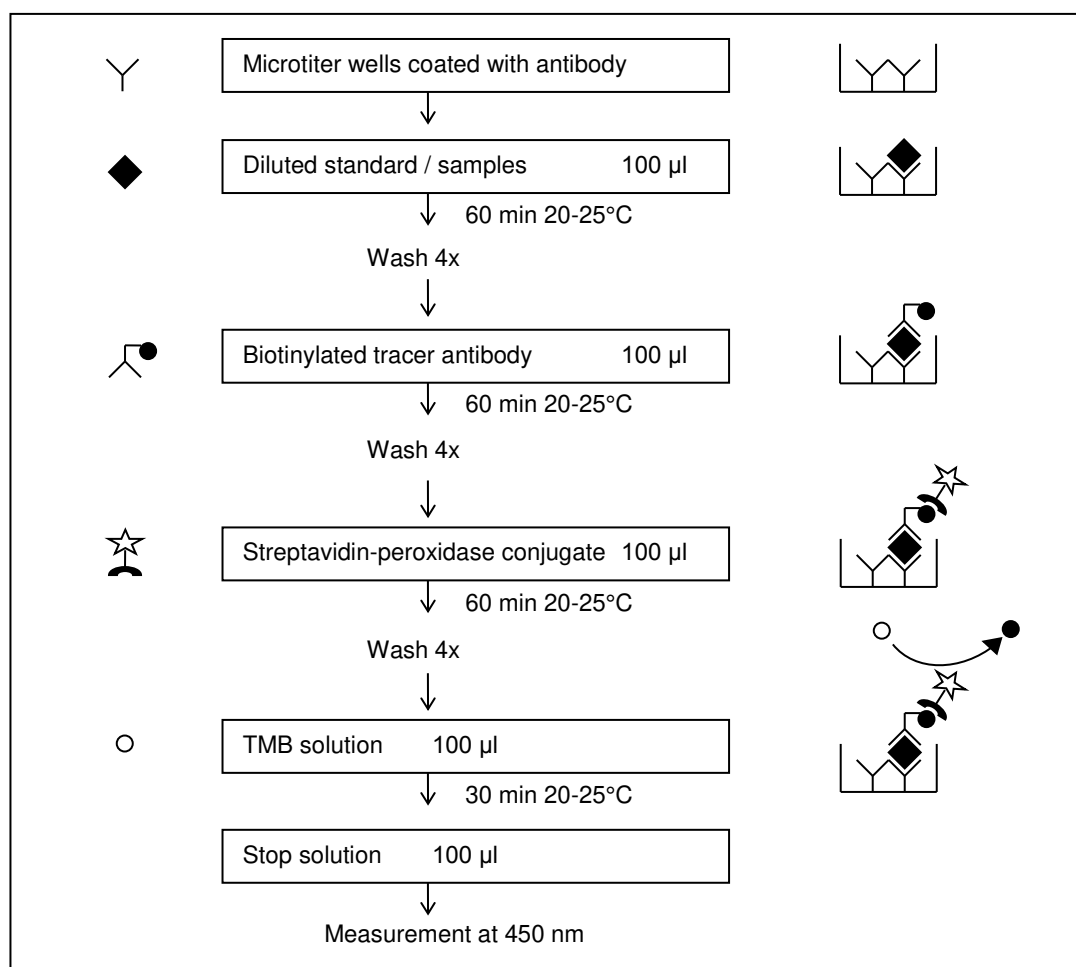 Microtiter wells coated with antibody
Diluted standard / samples 100 µl
60 min 20-25°C
Wash 4x
Biotinylated tracer antibody 100 µl
60 min 20-25°C
Wash 4x
Streptavidin-peroxidase conjugate 100 µl
60 min 20-25°C
Wash 4x
TMB solution 100 µl
30 min 20-25°C
Stop solution 100 µl
Measurement at 450 nm